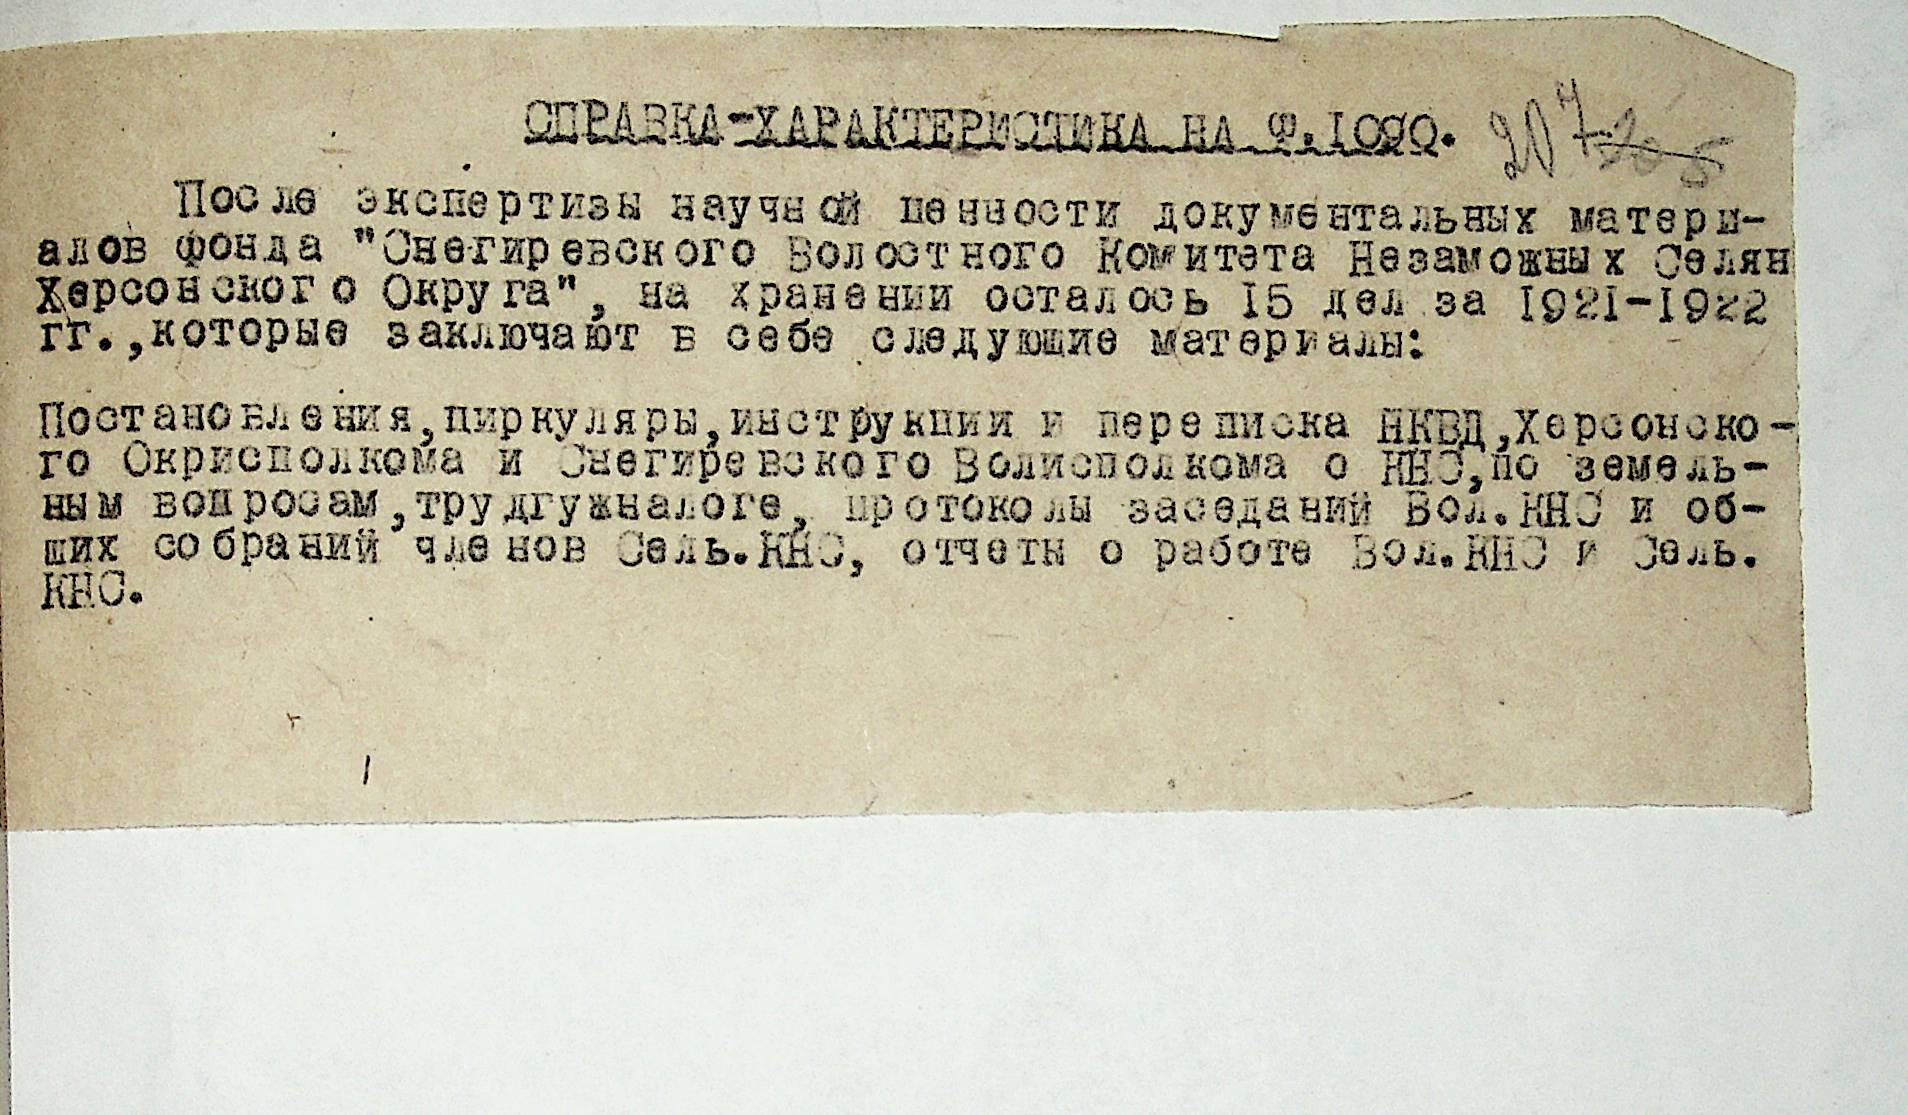 СПРАВКА-ХАРАКТЕРИСТИКА НА Ф.1090. 207
После экспертизы научной ценности документальных матери-
алов фонда "Снегиревского Волостного Комитета Незаможных Селян
Херсонского Округа", на хранении осталось 15 дел за 1921-1922
гг.,которые заключают в себе следующие материалы:
Постановления,циркуляры,инструкции и переписка НКВД,Херсонско-
го Окрисполкома и Снегиревского Волисполкома о КНС,по земель-
ным вопросам,трудгужналоге, протоколы заседаний Вол.КНС и об-
щих собраний членов Сель.КНС, отчеты о работе Вол.КНС и Сель.
КНС.